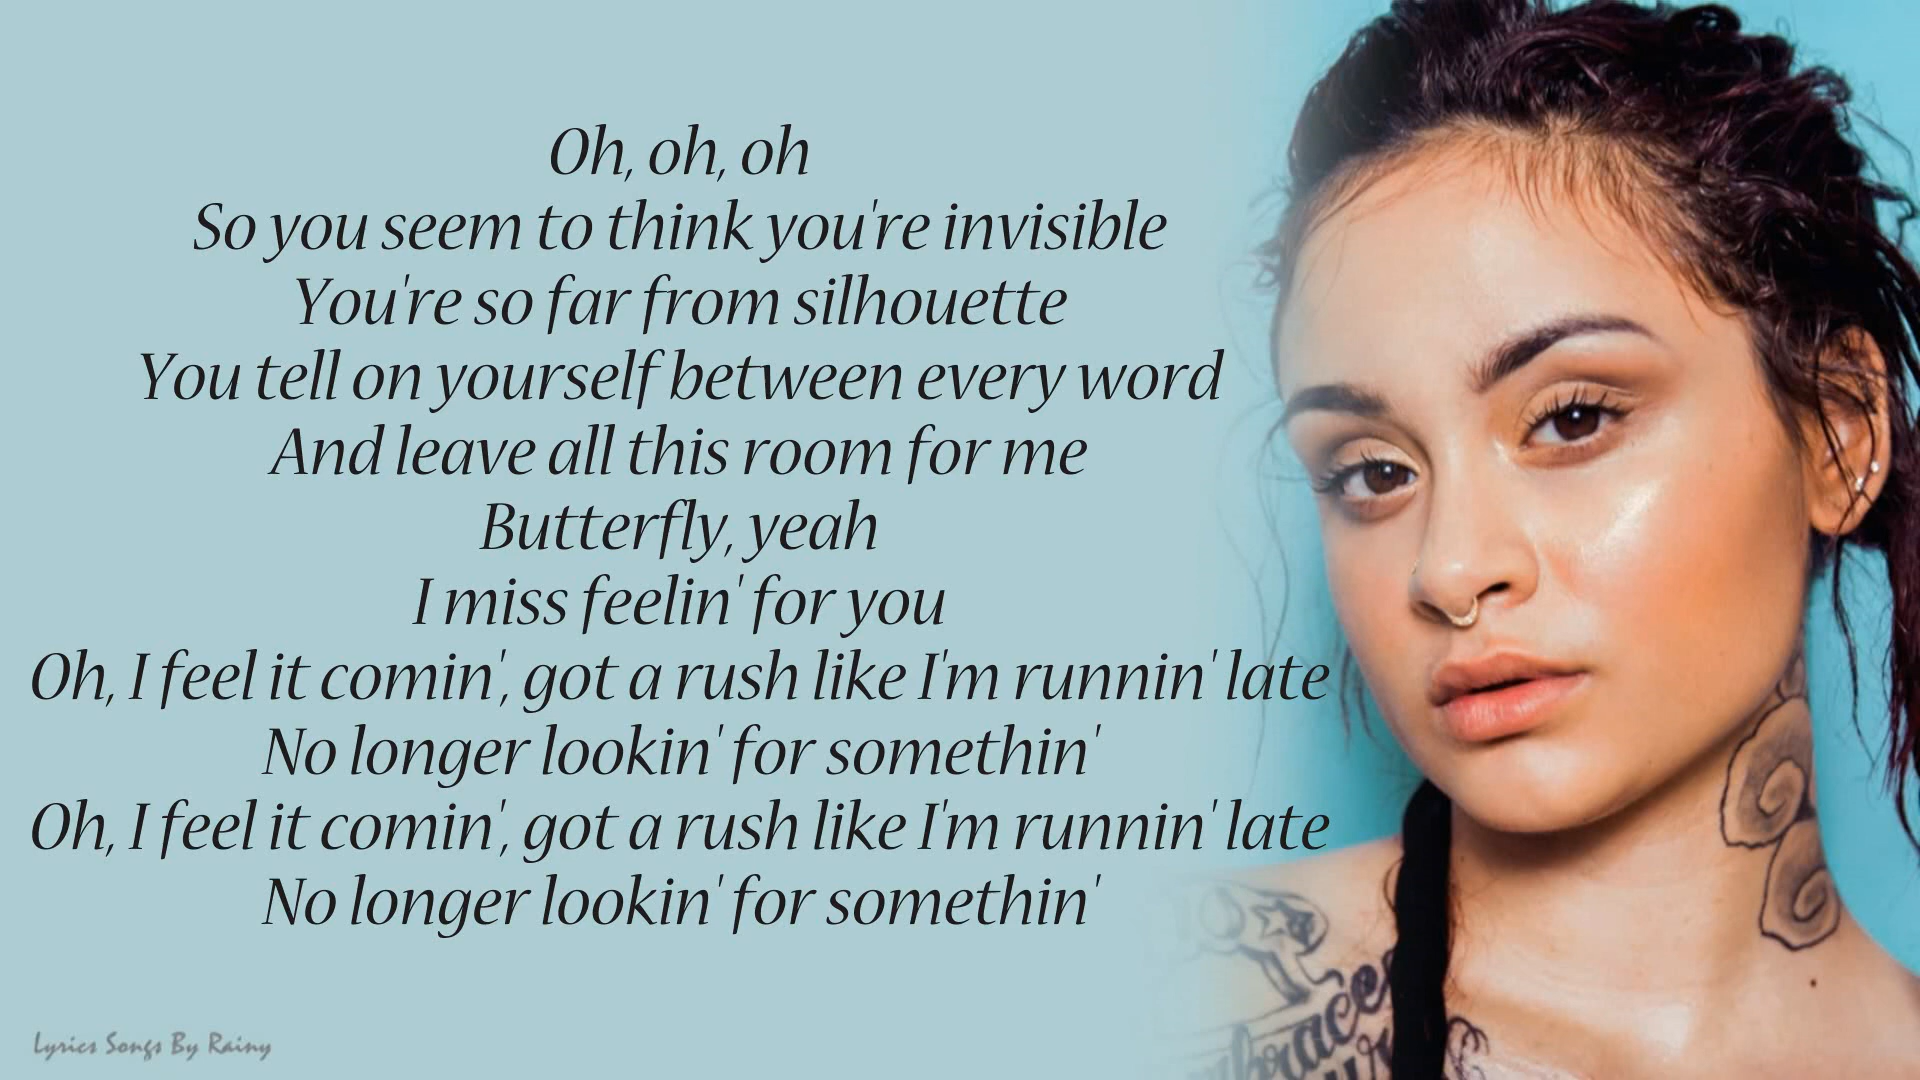 Oh, oh, oh
So you seem to think you're invisible
You're so far from silhouette
You tell on yourself between every word
And leave all this room for me
Butterfly, yeah
I miss feelin' for you
Oh, I feel it comin', got a rush like I'm runnin' late
No longer lookin' for somethin'
Oh, I feel it comin', got a rush like I'm runnin' late
No longer lookin' for somethin'
Lyrics Songs By Rainy